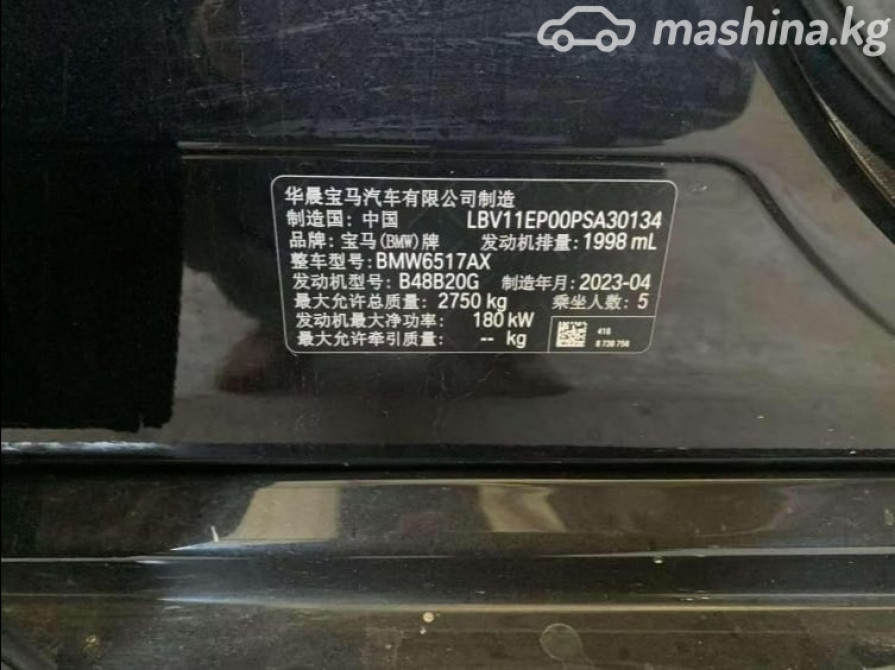 mashina.kg
华晨宝马汽车有限公司制造
制造国：中国 LBV11EP00PSA30134
品牌：宝马(BMW)牌 发动机排量：1998 mL
整车型号：BMW6517AX
发动机型号：B48B20G 制造年月：2023-04
最大允许总质量：2750 kg 乘坐人数：5
发动机最大净功率： 180 kW
最大允许牵引质量： -- kg
416
8 738 756